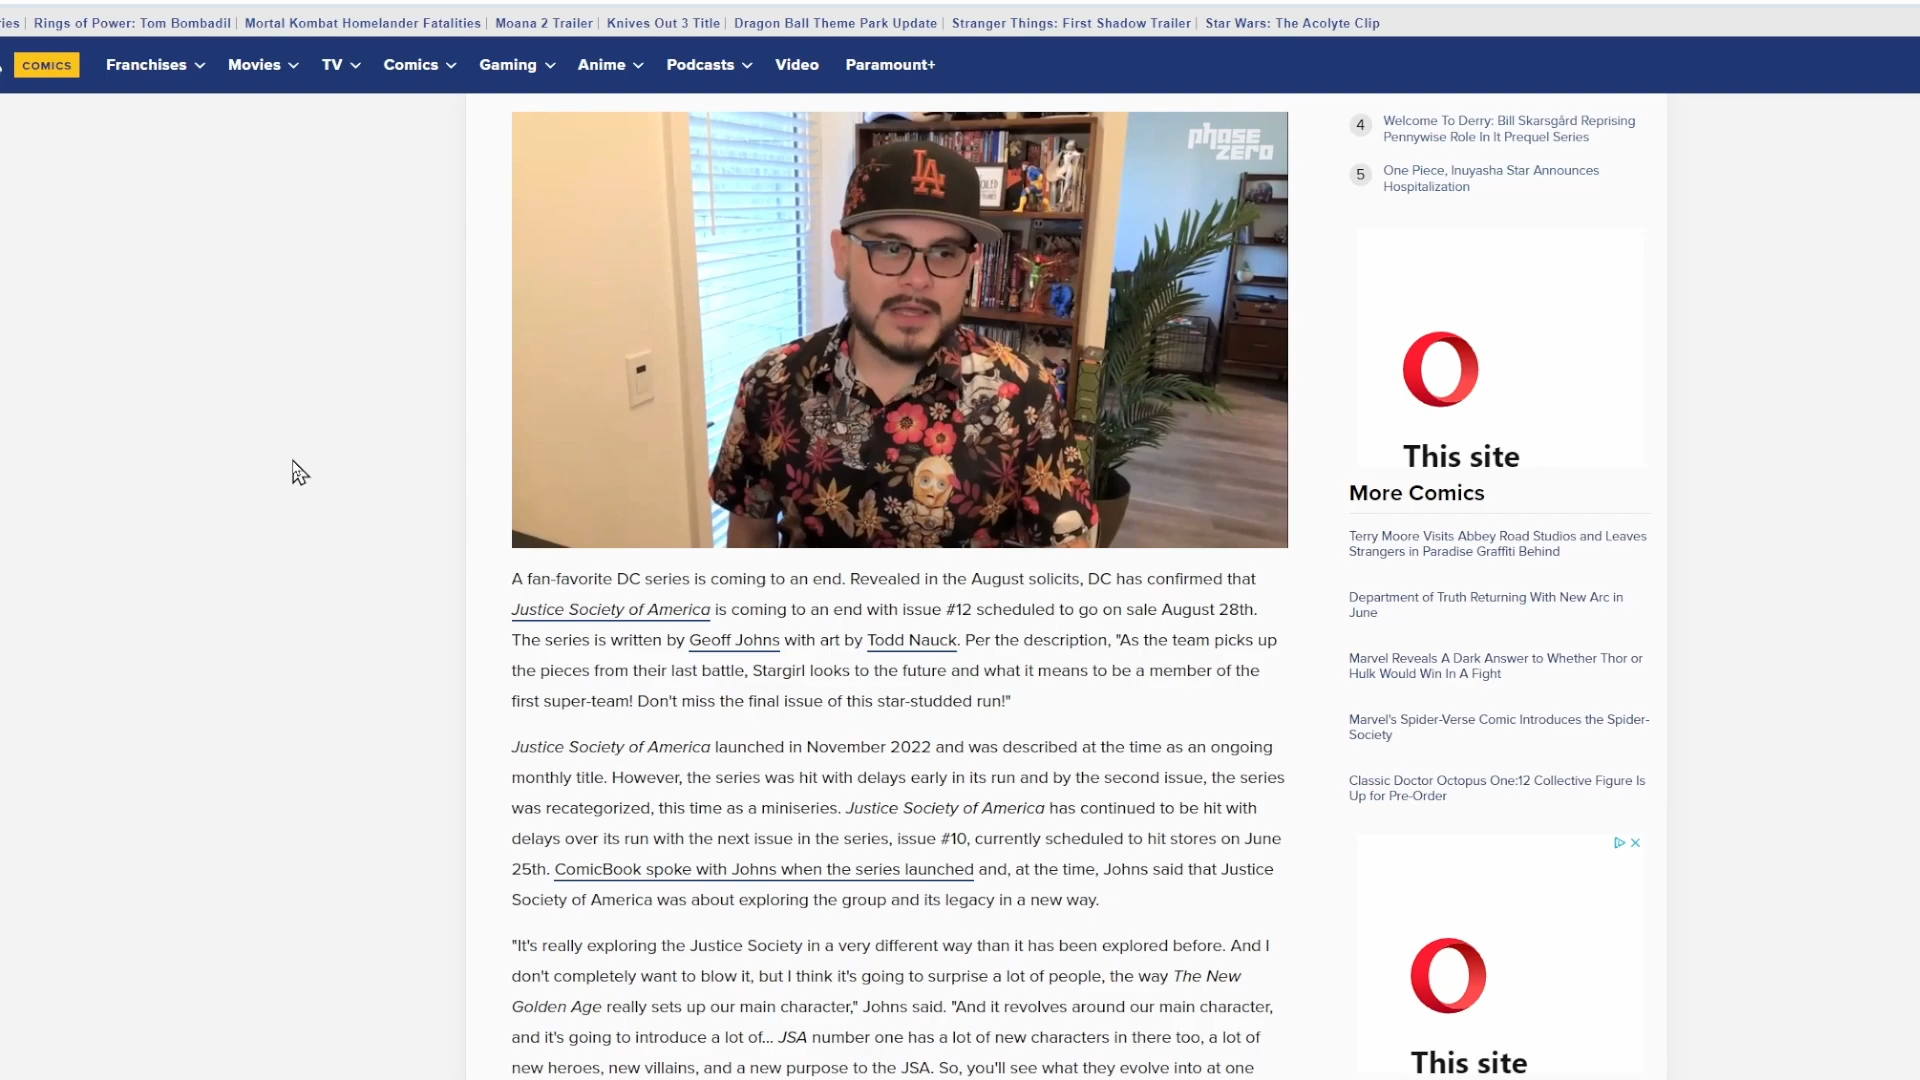 ies | Rings of Power: Tom Bombadil | Mortal Kombat Homelander Fatalities | Moana 2 Trailer | Knives Out 3 Title | Dragon Ball Theme Park Update | Stranger Things: First Shadow Trailer | Star Wars: The Acolyte Clip
COMICS Franchises Movies TV Comics Gaming Anime Podcasts Video Paramount+
phase
zero
LA
4 Welcome To Derry: Bill Skarsgård Reprising
Pennywise Role In It Prequel Series
5 One Piece, Inuyasha Star Announces
Hospitalization
This site
More Comics
Terry Moore Visits Abbey Road Studios and Leaves
Strangers in Paradise Graffiti Behind
Department of Truth Returning With New Arc in
June
Marvel Reveals A Dark Answer to Whether Thor or
Hulk Would Win In A Fight
Marvel's Spider-Verse Comic Introduces the Spider-
Society
Classic Doctor Octopus One:12 Collective Figure Is
Up for Pre-Order
This site
A fan-favorite DC series is coming to an end. Revealed in the August solicits, DC has confirmed that
Justice Society of America is coming to an end with issue #12 scheduled to go on sale August 28th.
The series is written by Geoff Johns with art by Todd Nauck. Per the description, "As the team picks up
the pieces from their last battle, Stargirl looks to the future and what it means to be a member of the
first super-team! Don't miss the final issue of this star-studded run!"
Justice Society of America launched in November 2022 and was described at the time as an ongoing
monthly title. However, the series was hit with delays early in its run and by the second issue, the series
was recategorized, this time as a miniseries. Justice Society of America has continued to be hit with
delays over its run with the next issue in the series, issue #10, currently scheduled to hit stores on June
25th. ComicBook spoke with Johns when the series launched and, at the time, Johns said that Justice
Society of America was about exploring the group and its legacy in a new way.
"It's really exploring the Justice Society in a very different way than it has been explored before. And I
don't completely want to blow it, but I think it's going to surprise a lot of people, the way The New
Golden Age really sets up our main character," Johns said. "And it revolves around our main character,
and it's going to introduce a lot of... JSA number one has a lot of new characters in there too, a lot of
new heroes, new villains, and a new purpose to the JSA. So, you'll see what they evolve into at one